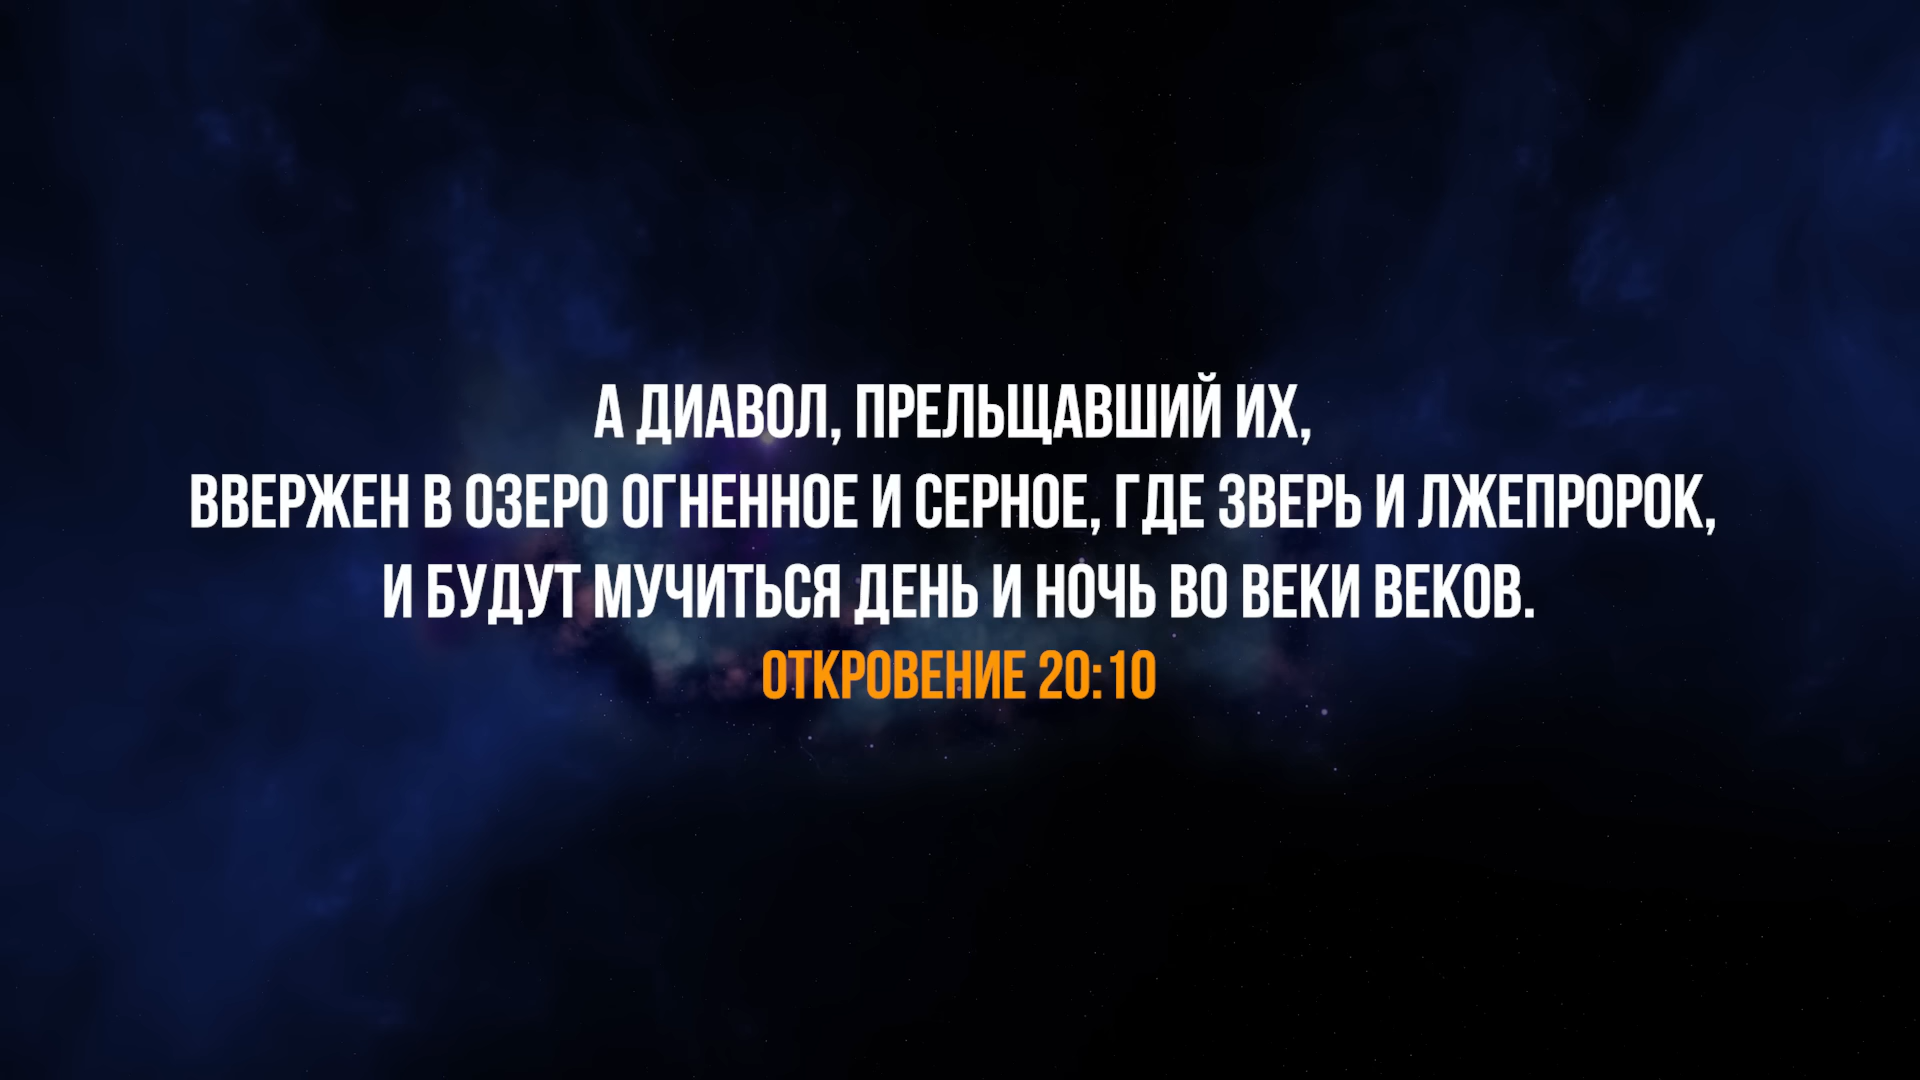 А ДИАВОЛ, ПРЕЛЬЩАВШИЙ ИХ,
ВВЕРЖЕН В ОЗЕРО ОГНЕННОЕ И СЕРНОЕ, ГДЕ ЗВЕРЬ И ЛЖЕПРОРОК,
И БУДУТ МУЧИТЬСЯ ДЕНЬ И НОЧЬ ВО ВЕКИ ВЕКОВ.
ОТКРОВЕНИЕ 20:10